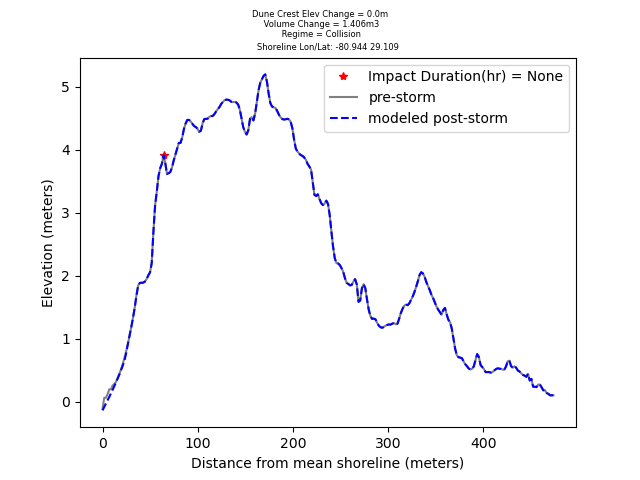 Dune Crest Elev Change = 0.0m
Volume Change = 1.406m3
Regime = Collision
Shoreline Lon/Lat: -80.944 29.109
Impact Duration(hr) = None
pre-storm
modeled post-storm
Elevation (meters)
5
4
3
2
1
0
0 100 200 300 400
Distance from mean shoreline (meters)